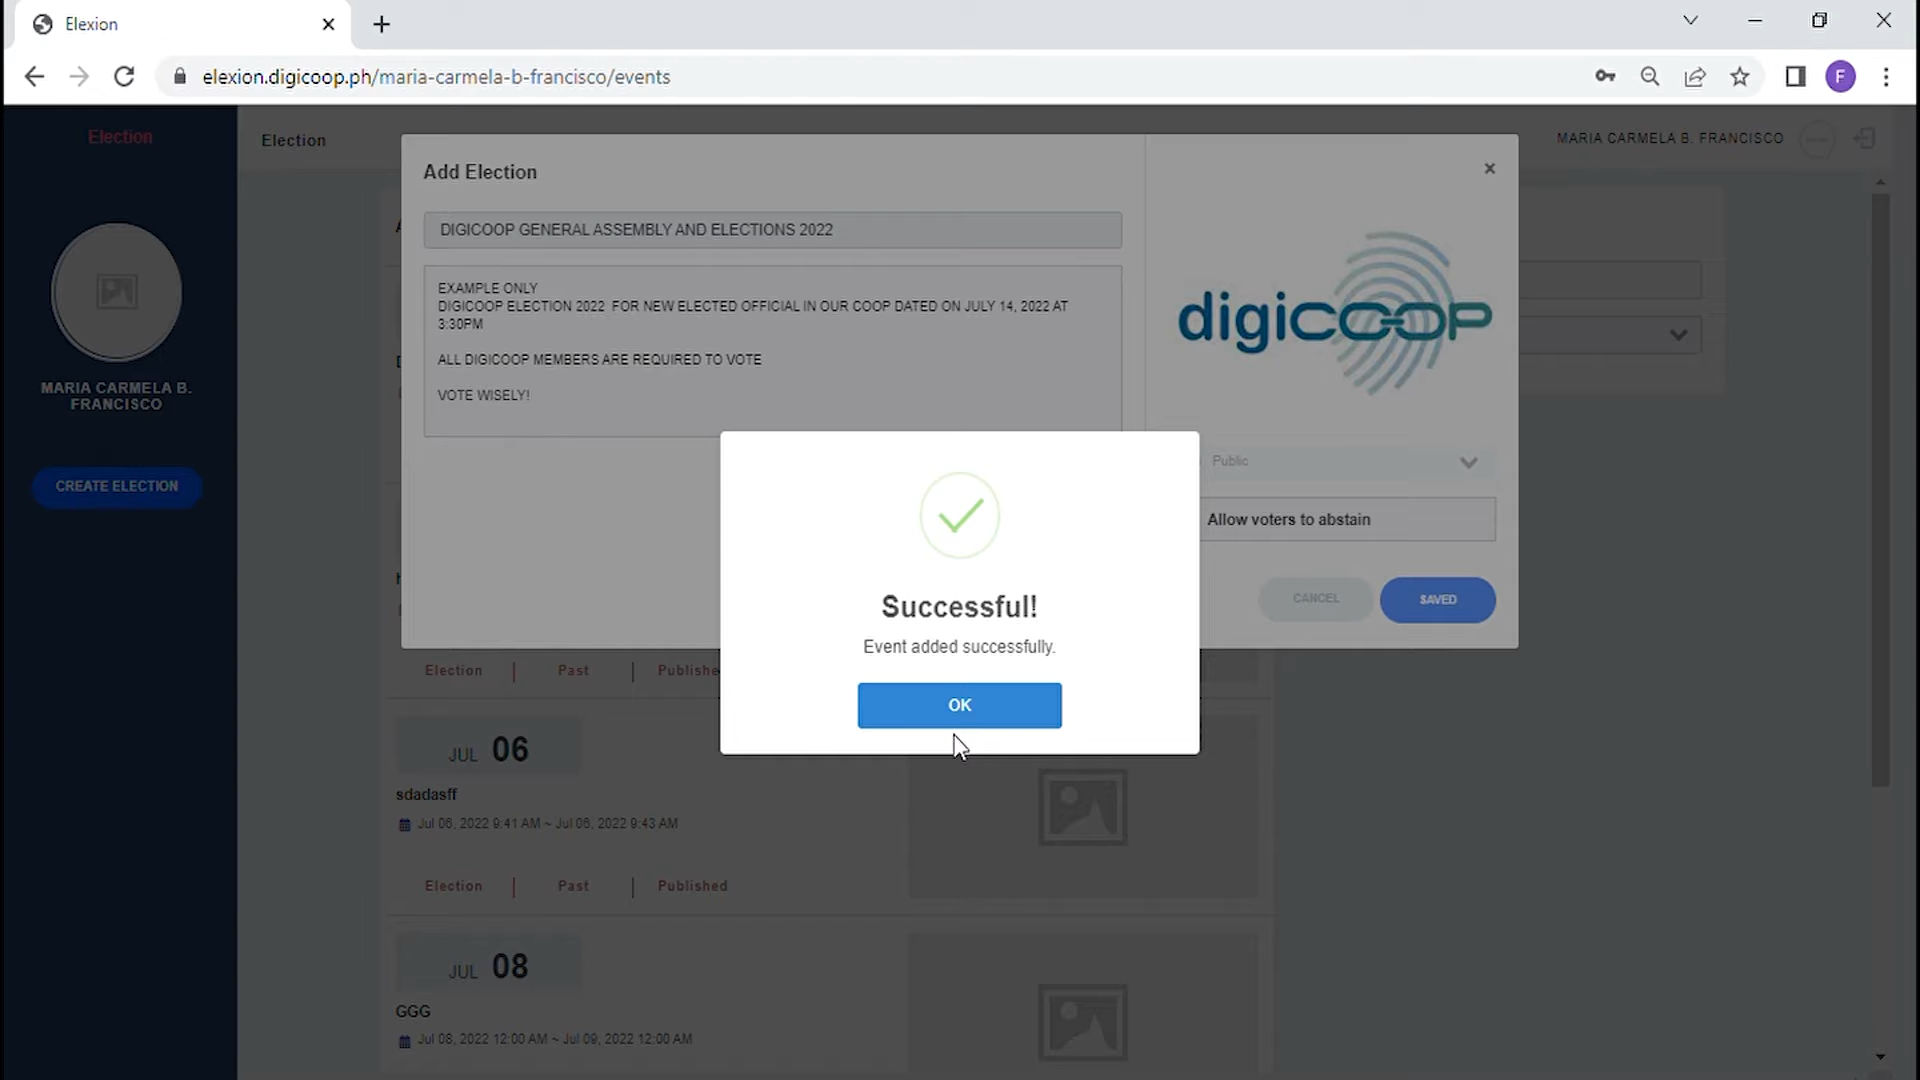 Elexion
elexion.digicoop.ph/maria-carmela-b-francisco/events
F
Election
Election
MARIA CARMELA B. FRANCISCO
MARIA CARMELA B.
FRANCISCO
CREATE ELECTION
Add Election
DIGICOOP GENERAL ASSEMBLY AND ELECTIONS 2022
EXAMPLE ONLY
DIGICOOP ELECTION 2022 FOR NEW ELECTED OFFICIAL IN OUR COOP DATED ON JULY 14, 2022 AT
3:30PM
ALL DIGICOOP MEMBERS ARE REQUIRED TO VOTE
VOTE WISELY!
digicoop
Public
Allow voters to abstain
CANCEL
SAVED
Successful!
Event added successfully.
OK
Election | Past |
JUL 06
sdadasff
Jul 06, 2022 9:41 AM ~ Jul 06, 2022 9:43 AM
Election | Past | Published
JUL 08
GGG
Jul 08, 2022 12:00 AM ~ Jul 09, 2022 12:00 AM